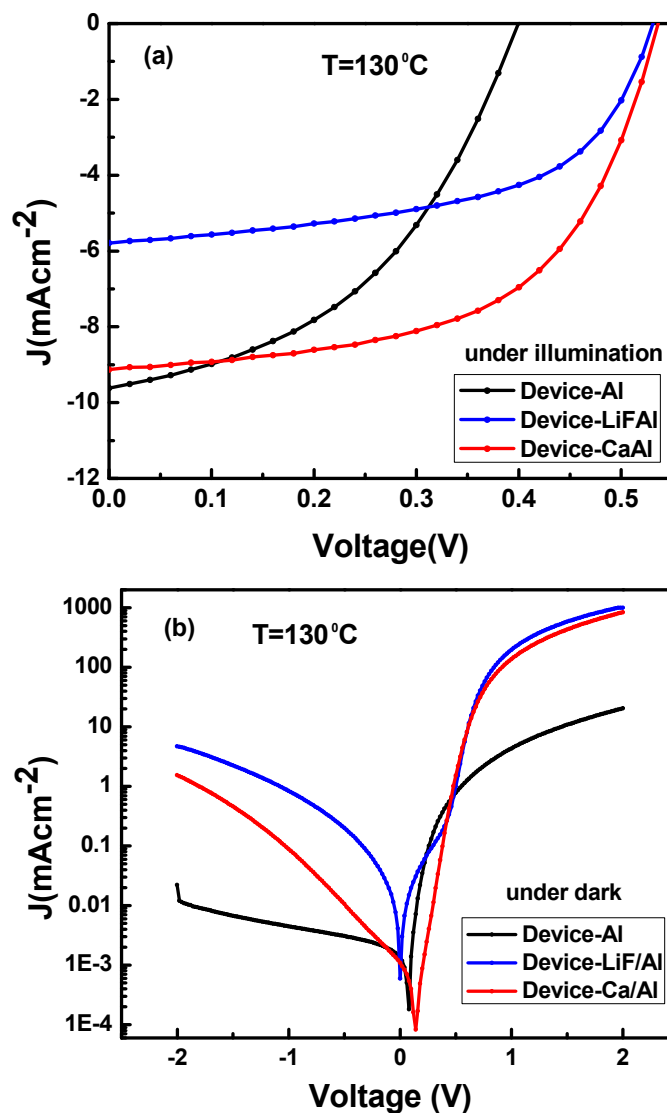 0
(a)
T=130⁰C
-2
-4
-6
-8
-10
-12
J(mAcm⁻²)
under illumination
Device-Al
Device-LiFAl
Device-CaAl
0.0 0.1 0.2 0.3 0.4 0.5
Voltage(V)
1000
(b)
T=130⁰C
100
10
1
0.1
0.01
1E-3
1E-4
J(mAcm⁻²)
under dark
Device-Al
Device-LiF/Al
Device-Ca/Al
-2 -1 0 1 2
Voltage (V)